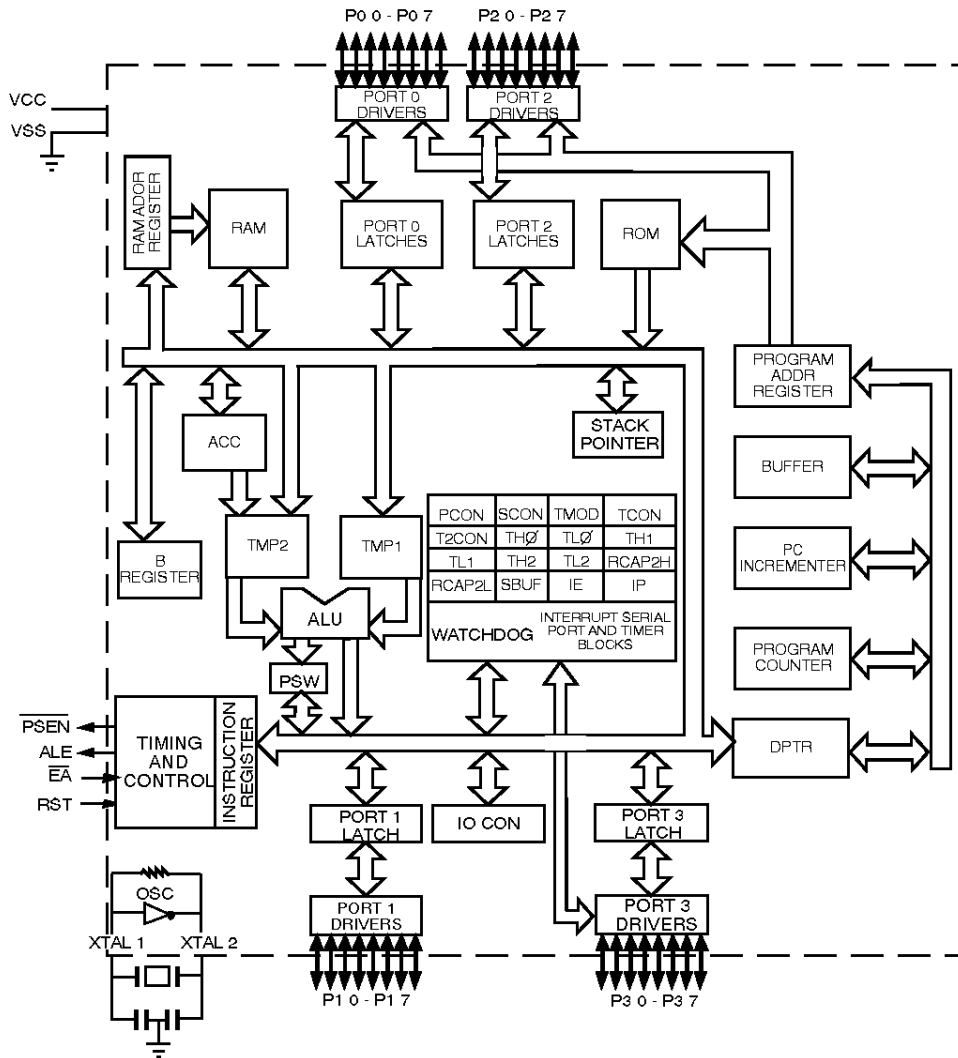 P0 0 - P0 7
P2 0 - P2 7
VCC
VSS
PORT 0
DRIVERS
PORT 2
DRIVERS
RAM ADOR
REGISTER
RAM
PORT 0
LATCHES
PORT 2
LATCHES
ROM
PROGRAM
ADDR
REGISTER
STACK
POINTER
ACC
BUFFER
B
REGISTER
TMP2
TMP1
ALU
PCON SCON TMOD TCON
T2CON THØ TLØ TH1
TL1 TH2 TL2 RCAP2H
RCAP2L SBUF IE IP
WATCHDOG
INTERRUPT SERIAL
PORT AND TIMER
BLOCKS
PC
INCREMENTER
PROGRAM
COUNTER
PSW
PSEN
ALE
EA
RST
TIMING
AND
CONTROL
INSTRUCTION
REGISTER
DPTR
PORT 1
LATCH
IO CON
PORT 3
LATCH
OSC
XTAL 1
XTAL 2
PORT 1
DRIVERS
PORT 3
DRIVERS
P1 0 - P1 7
P3 0 - P3 7